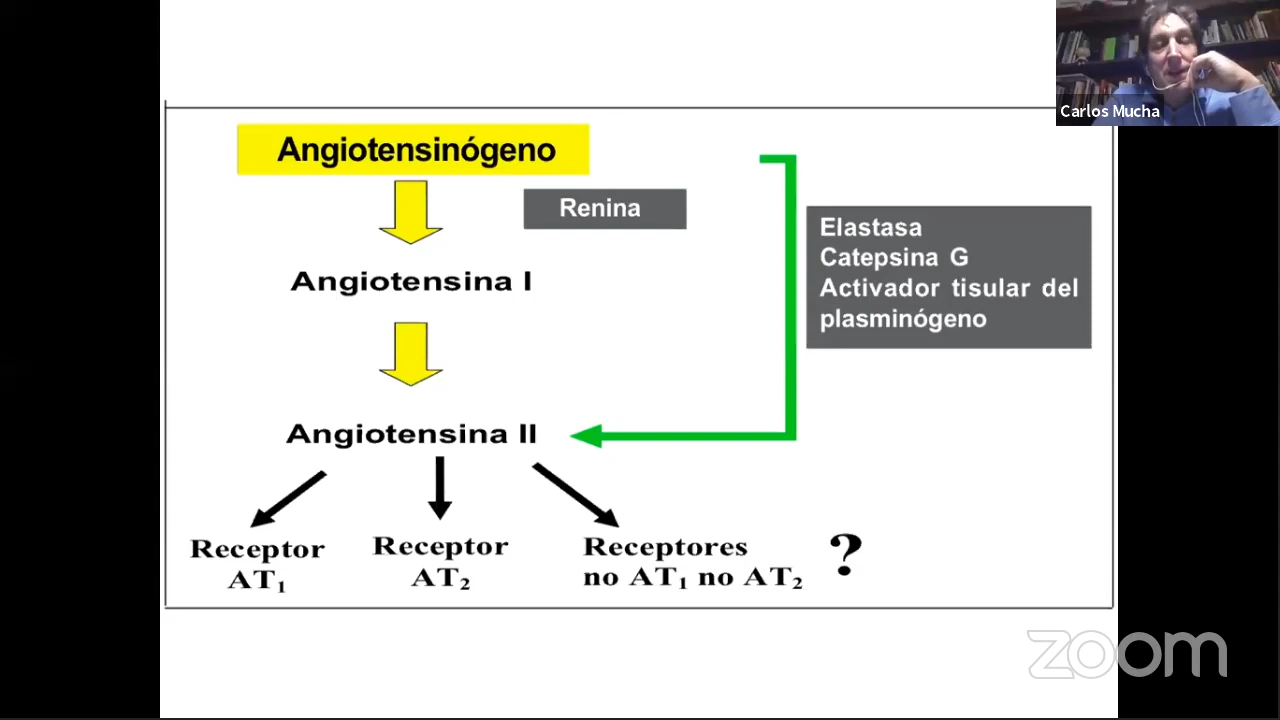 Carlos Mucha
Angiotensinógeno
Renina
Elastasa
Catepsina G
Activador tisular del
plasminógeno
Angiotensina I
Angiotensina II
Receptor
AT₁
Receptor
AT₂
Receptores
no AT₁ no AT₂
?
zoom